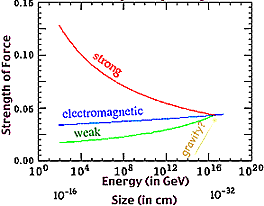 0.15
Strength of Force
0.10
0.05
0.0
strong
electromagnetic
weak
gravity?
10^0 10^4 10^8 10^12 10^16 10^20
Energy (in GeV)
10^-16 10^-32
Size (in cm)